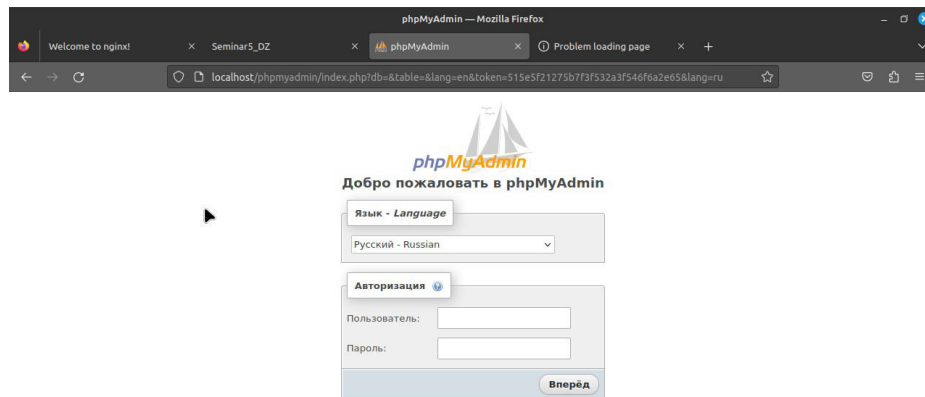 phpMyAdmin — Mozilla Firefox
Welcome to nginx!
Seminar5_DZ
phpMyAdmin
Problem loading page
localhost/phpmyadmin/index.php?db=&table=&lang=en&token=515e5f21275b7f3f532a3f546f6a2e65&lang=ru
phpMyAdmin
Добро пожаловать в phpMyAdmin
Язык - Language
Русский - Russian
Авторизация
Пользователь:
Пароль:
Вперёд